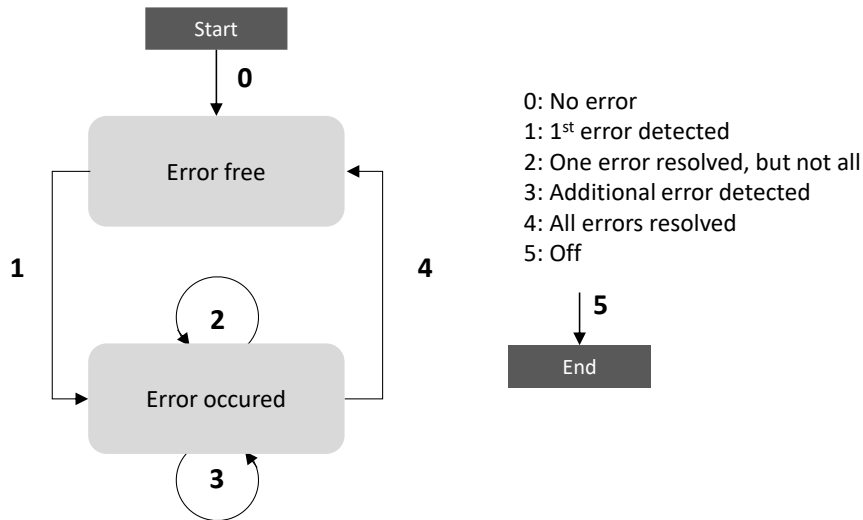 Start
0
Error free
1
4
2
Error occured
3
0: No error
1: 1st error detected
2: One error resolved, but not all
3: Additional error detected
4: All errors resolved
5: Off
5
End